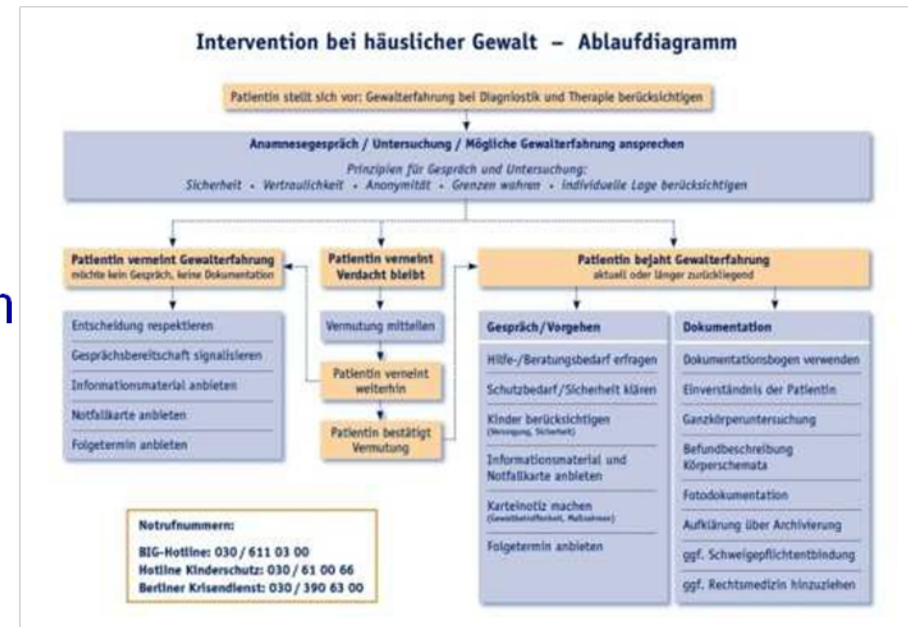 Intervention bei häuslicher Gewalt – Ablaufdiagramm
Patientin stellt sich vor: Gewalterfahrung bei Diagnostik und Therapie berücksichtigen
Anamnesegespräch / Untersuchung / Mögliche Gewalterfahrung ansprechen
Prinzipien für Gespräch und Untersuchung:
Sicherheit • Vertraulichkeit • Anonymität • Grenzen wahren • individuelle Lage berücksichtigen
Patientin verneint Gewalterfahrung
möchte kein Gespräch, keine Dokumentation
Entscheidung respektieren
Gesprächsbereitschaft signalisieren
Informationsmaterial anbieten
Notfallkarte anbieten
Folgetermin anbieten
Patientin verneint
Verdacht bleibt
Vermutung mitteilen
Patientin verneint
weiterhin
Patientin bestätigt
Vermutung
Patientin bejaht Gewalterfahrung
aktuell oder länger zurückliegend
Gespräch/Vorgehen
Hilfe-/Beratungsbedarf erfragen
Schutzbedarf/Sicherheit klären
Kinder berücksichtigen
(Versorgung, Sicherheit)
Informationsmaterial und
Notfallkarte anbieten
Karteinotiz machen
(Gewaltbetroffenheit, Maßnahmen)
Folgetermin anbieten
Dokumentation
Dokumentationsbogen verwenden
Einverständnis der Patientin
Ganzkörperuntersuchung
Befundbeschreibung
Körperschemata
Fotodokumentation
Aufklärung über Archivierung
ggf. Schweigepflichtentbindung
ggf. Rechtsmedizin hinzuziehen
Notrufnummern:
BIG-Hotline: 030 / 611 03 00
Hotline Kinderschutz: 030 / 61 00 66
Berliner Krisendienst: 030 / 390 63 00